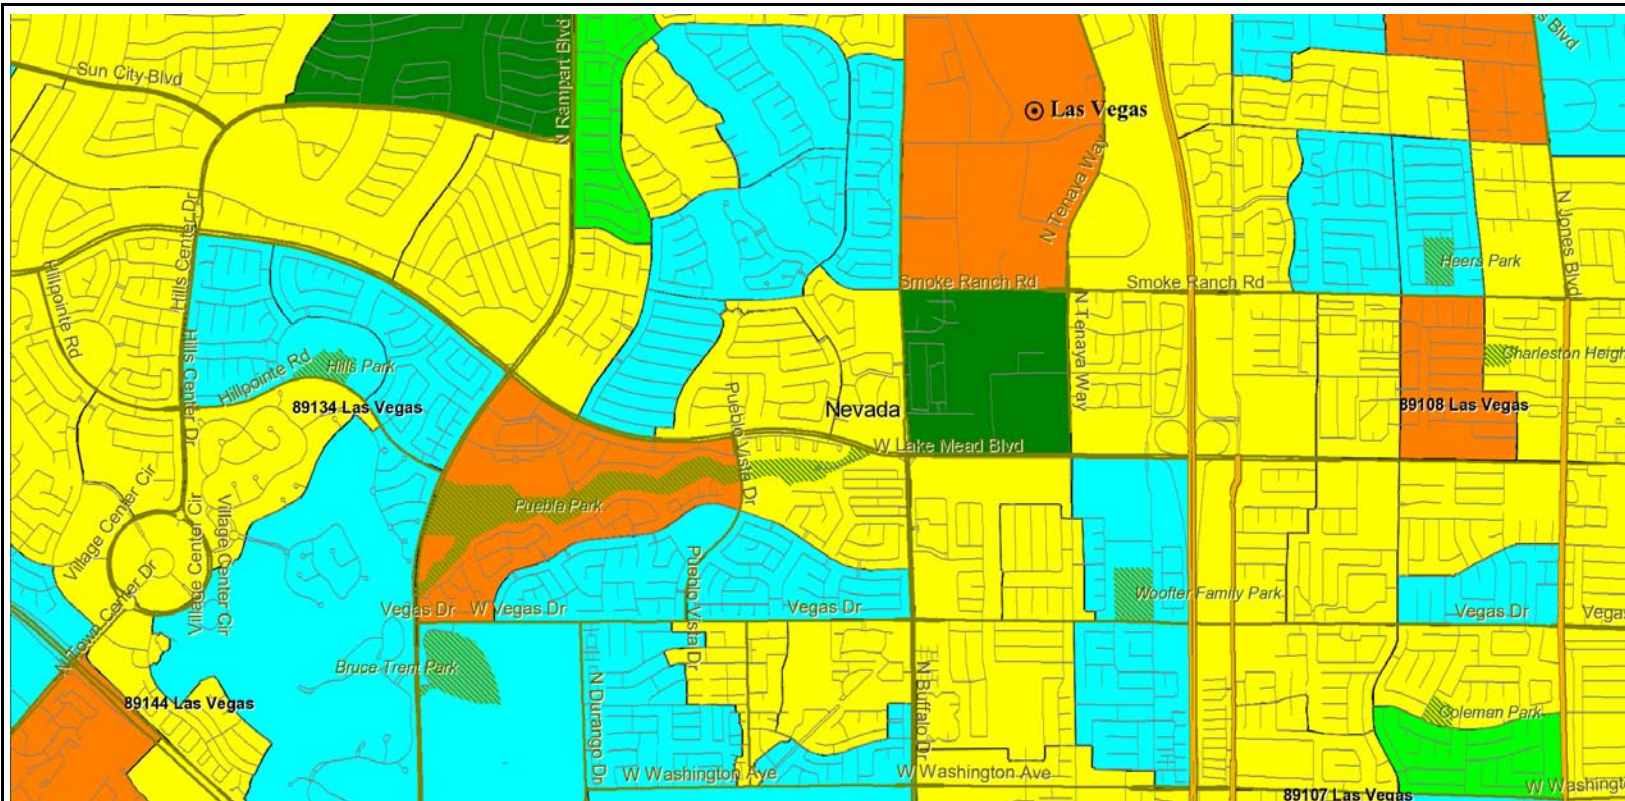 s Blvd
Sun City Blvd
N Rampart Blvd
Las Vegas
N Tenaya Way
Hills Center Dr
N Jones Blvd
Heers Park
Smoke Ranch Rd
Smoke Ranch Rd
Hillpointe Rd
N Tenaya Way
Charleston Heigh
Hillpointe Rd
Hills Park
Hills Center Dr
89134 Las Vegas
Pueblo Vista Dr
Nevada
89108 Las Vegas
W Lake Mead Blvd
Village Center Cir
Puebla Park
Village Center Cir
Village Center Cir
N Town Center Dr
Vegas Dr
W Vegas Dr
Pueblo Vista Dr
Vegas Dr
Woofter Family Park
Vegas Dr
Vegas
Bruce Trent Park
89144 Las Vegas
N Durango Dr
N Buffalo Dr
Coleman Park
W Washington Ave
W Washington Ave
W Washingt
89107 Las Vegas